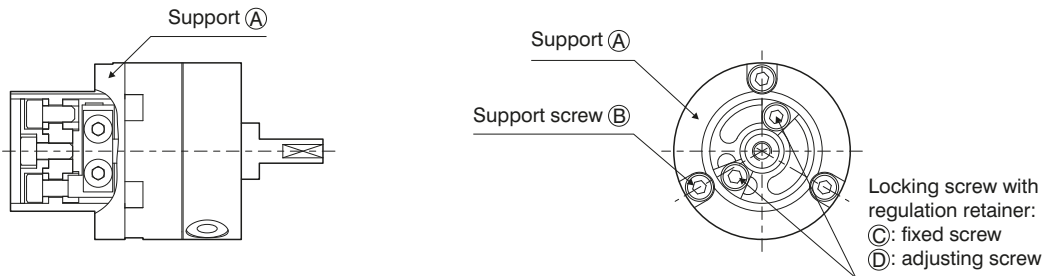 Support Ⓐ
Support Ⓐ
Support screw Ⓑ
Locking screw with
regulation retainer:
Ⓒ: fixed screw
Ⓓ: adjusting screw